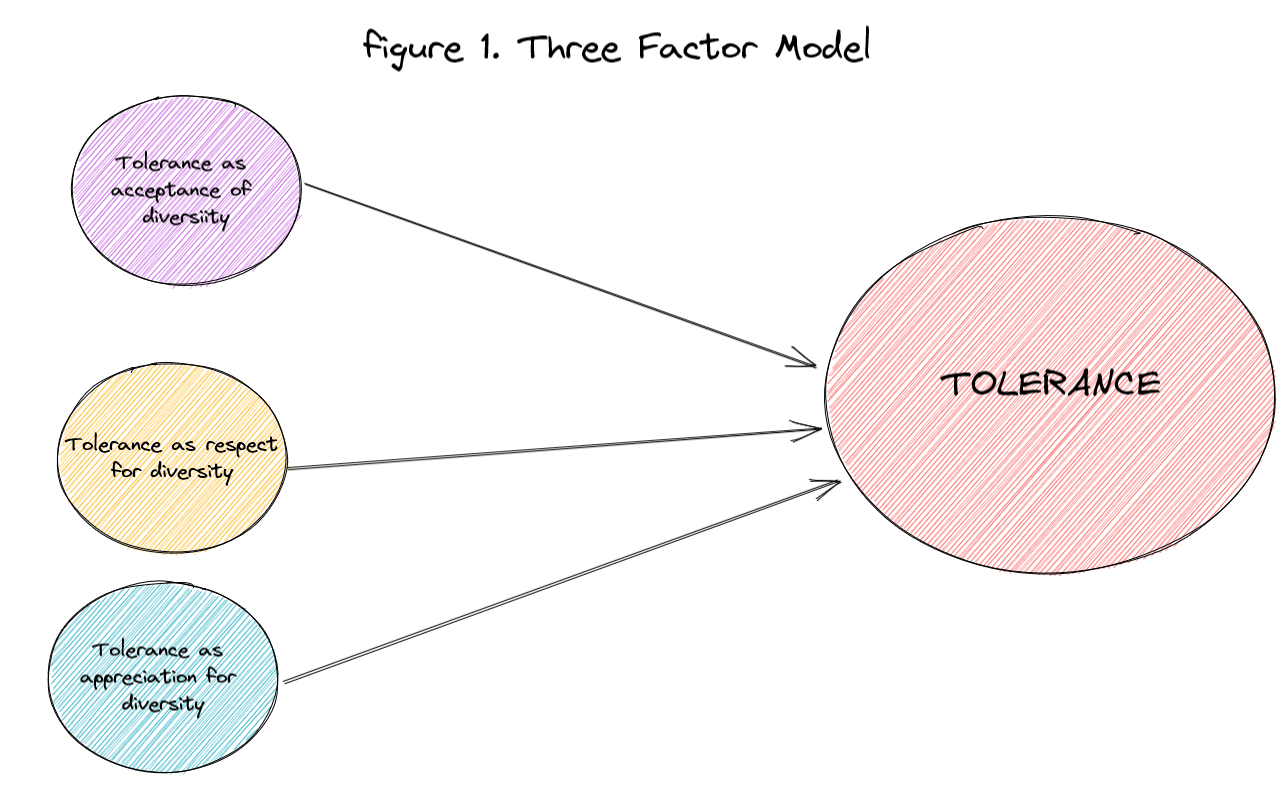 figure 1. Three Factor Model
Tolerance as
acceptance of
diversiity
Tolerance as respect
for diversity
Tolerance as
appreciation for
diversity
TOLERANCE